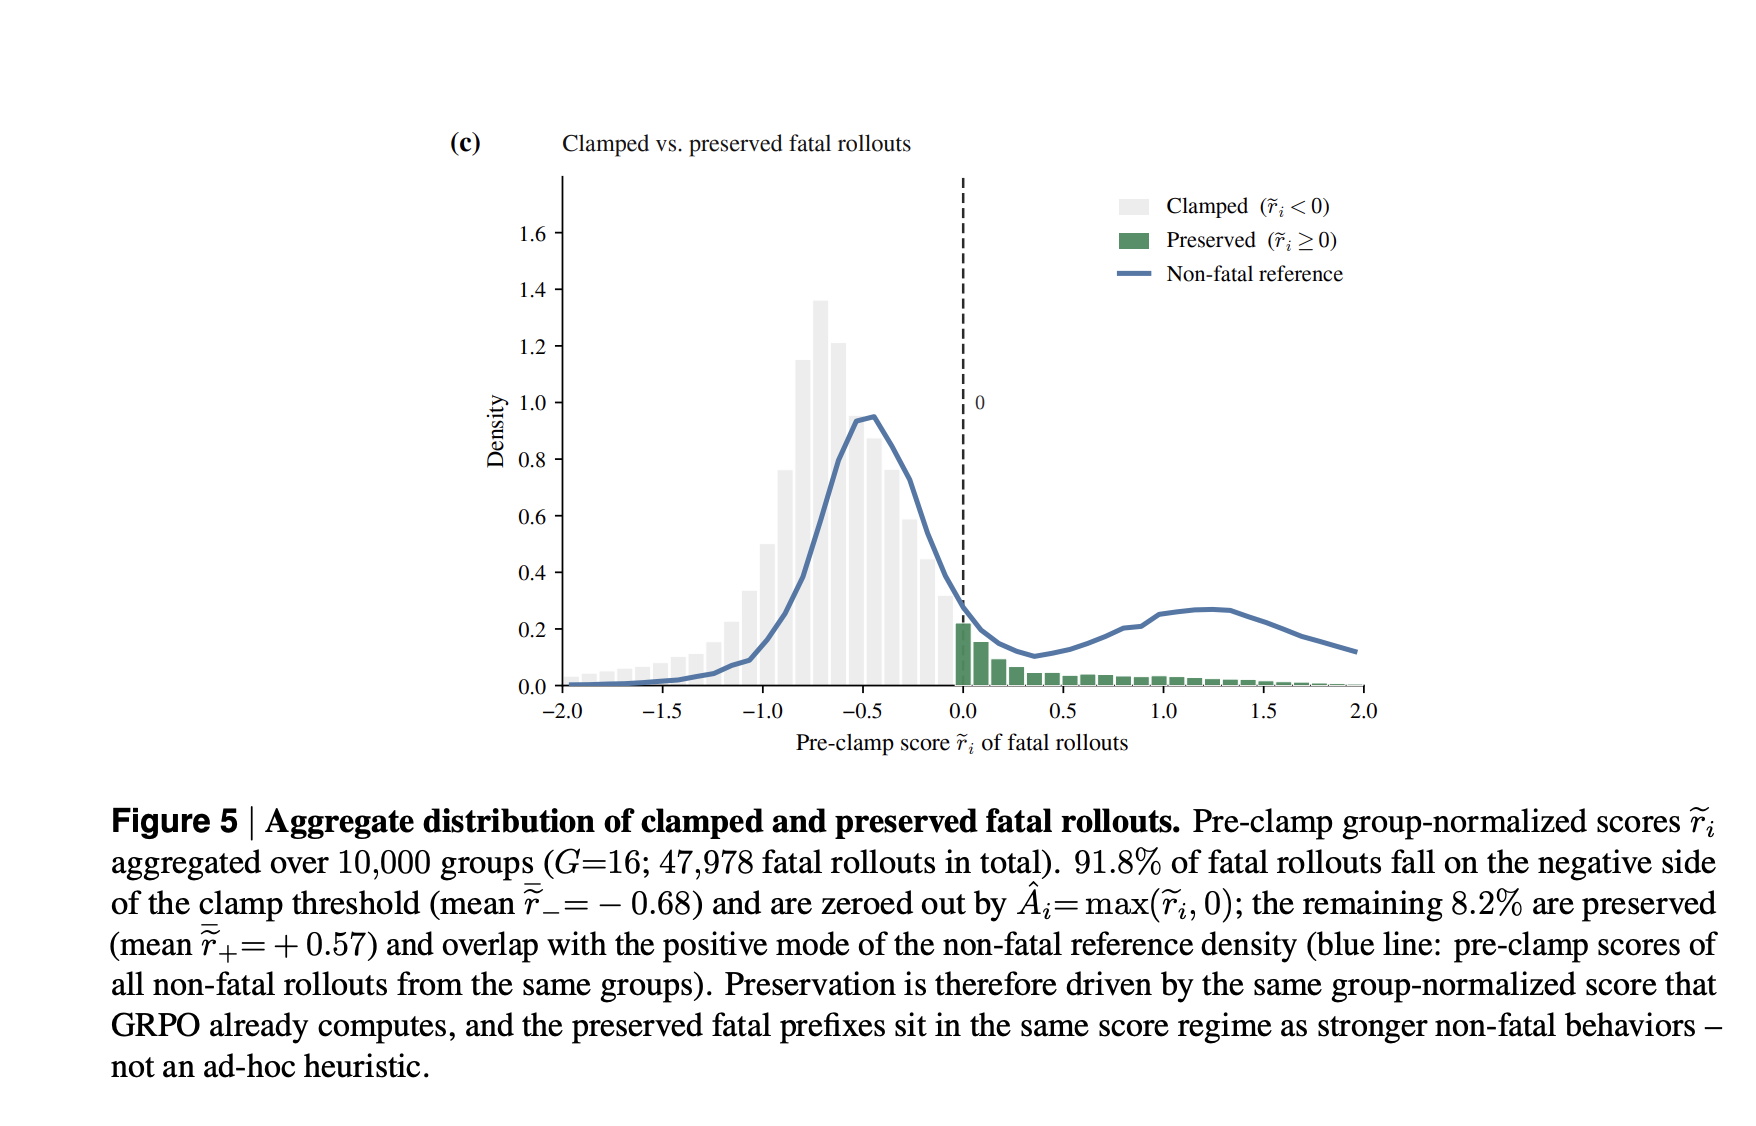 (c) Clamped vs. preserved fatal rollouts
Clamped (r̃ᵢ < 0)
Preserved (r̃ᵢ ≥ 0)
Non-fatal reference
1.6
1.4
1.2
1.0
0.8
0.6
0.4
0.2
0.0
Density
0
−2.0 −1.5 −1.0 −0.5 0.0 0.5 1.0 1.5 2.0
Pre-clamp score r̃ᵢ of fatal rollouts
Figure 5 | Aggregate distribution of clamped and preserved fatal rollouts. Pre-clamp group-normalized scores r̃ᵢ
aggregated over 10,000 groups (G=16; 47,978 fatal rollouts in total). 91.8% of fatal rollouts fall on the negative side
of the clamp threshold (mean r̃̿₋= − 0.68) and are zeroed out by Âᵢ= max(r̃ᵢ, 0); the remaining 8.2% are preserved
(mean r̃̿₊= + 0.57) and overlap with the positive mode of the non-fatal reference density (blue line: pre-clamp scores of
all non-fatal rollouts from the same groups). Preservation is therefore driven by the same group-normalized score that
GRPO already computes, and the preserved fatal prefixes sit in the same score regime as stronger non-fatal behaviors –
not an ad-hoc heuristic.